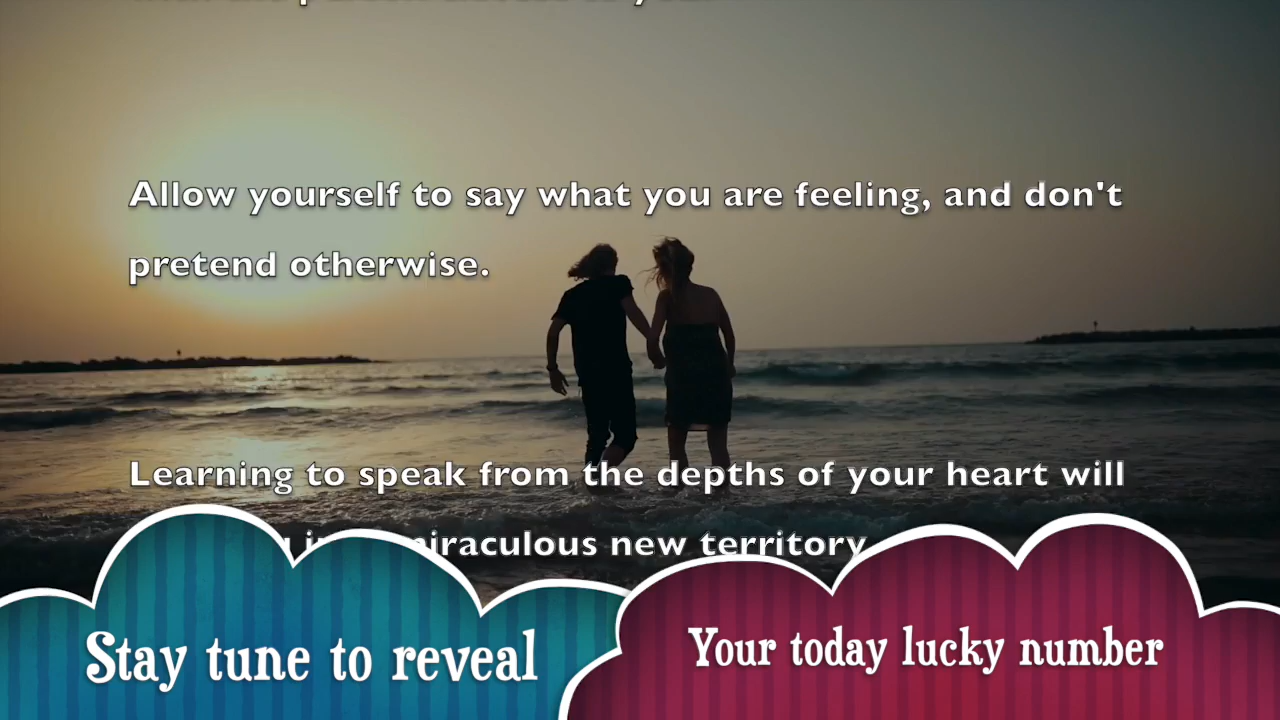 Allow yourself to say what you are feeling, and don't
pretend otherwise.
Learning to speak from the depths of your heart will
miraculous new territory
Stay tune to reveal
Your today lucky number